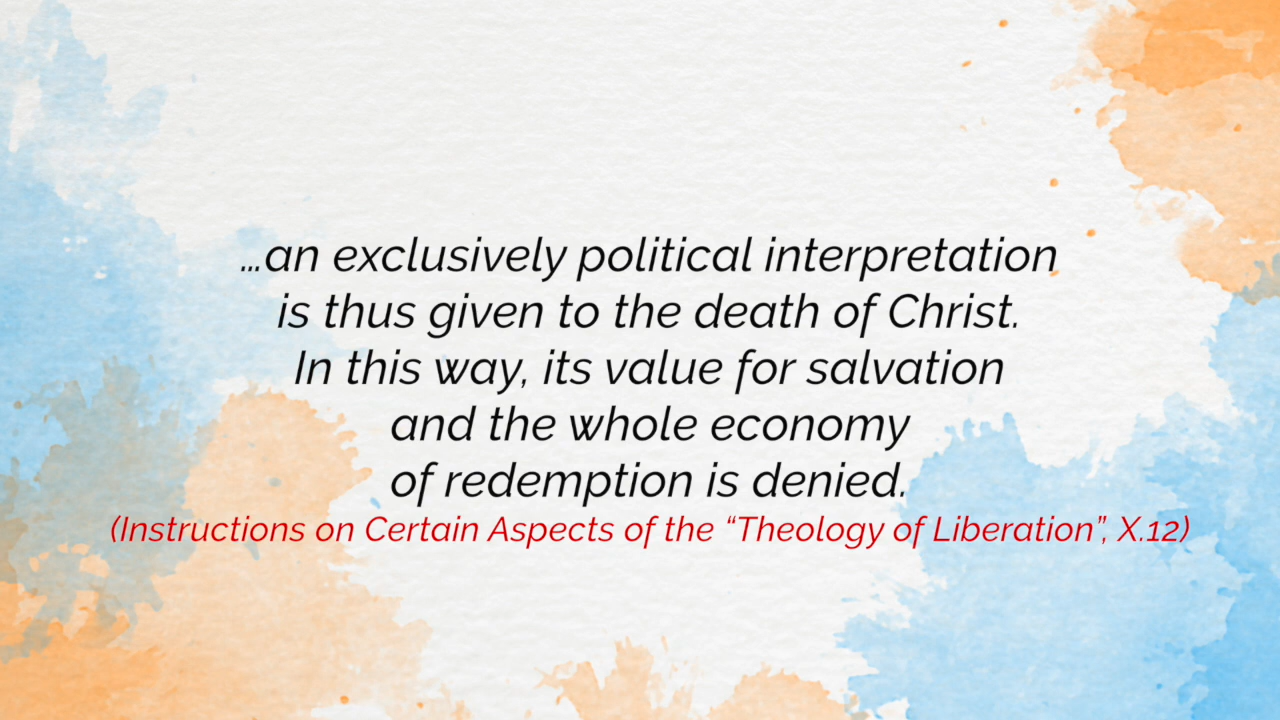 …an exclusively political interpretation
is thus given to the death of Christ.
In this way, its value for salvation
and the whole economy
of redemption is denied.
(Instructions on Certain Aspects of the “Theology of Liberation”, X.12)